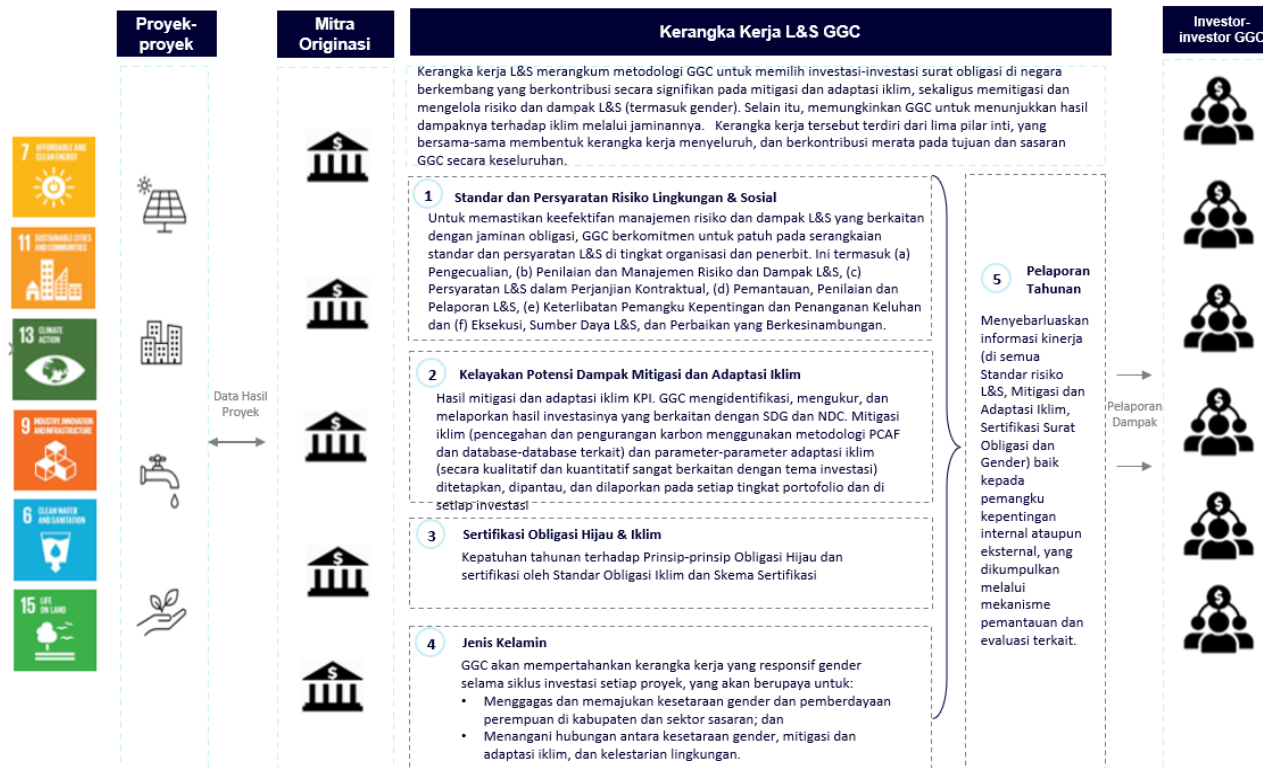 Proyek-
proyek
Mitra
Originasi
Kerangka Kerja L&S GGC
Investor-
investor GGC
7 AFFORDABLE AND
CLEAN ENERGY
11 SUSTAINABLE CITIES
AND COMMUNITIES
13 CLIMATE
ACTION
9 INDUSTRY, INNOVATION
AND INFRASTRUCTURE
6 CLEAN WATER
AND SANITATION
15 LIFE
ON LAND
Data Hasil
Proyek
Kerangka kerja L&S merangkum metodologi GGC untuk memilih investasi-investasi surat obligasi di negara
berkembang yang berkontribusi secara signifikan pada mitigasi dan adaptasi iklim, sekaligus memitigasi dan
mengelola risiko dan dampak L&S (termasuk gender). Selain itu, memungkinkan GGC untuk menunjukkan hasil
dampaknya terhadap iklim melalui jaminannya. Kerangka kerja tersebut terdiri dari lima pilar inti, yang
bersama-sama membentuk kerangka kerja menyeluruh, dan berkontribusi merata pada tujuan dan sasaran
GGC secara keseluruhan.
1 Standar dan Persyaratan Risiko Lingkungan & Sosial
Untuk memastikan keefektifan manajemen risiko dan dampak L&S yang berkaitan
dengan jaminan obligasi, GGC berkomitmen untuk patuh pada serangkaian
standar dan persyaratan L&S di tingkat organisasi dan penerbit. Ini termasuk (a)
Pengecualian, (b) Penilaian dan Manajemen Risiko dan Dampak L&S, (c)
Persyaratan L&S dalam Perjanjian Kontraktual, (d) Pemantauan, Penilaian dan
Pelaporan L&S, (e) Keterlibatan Pemangku Kepentingan dan Penanganan Keluhan
dan (f) Eksekusi, Sumber Daya L&S, dan Perbaikan yang Berkesinambungan.
2 Kelayakan Potensi Dampak Mitigasi dan Adaptasi Iklim
Hasil mitigasi dan adaptasi iklim KPI. GGC mengidentifikasi, mengukur, dan
melaporkan hasil investasinya yang berkaitan dengan SDG dan NDC. Mitigasi
iklim (pencegahan dan pengurangan karbon menggunakan metodologi PCAF
dan database-database terkait) dan parameter-parameter adaptasi iklim
(secara kualitatif dan kuantitatif sangat berkaitan dengan tema investasi)
ditetapkan, dipantau, dan dilaporkan pada setiap tingkat portofolio dan di
setiap investasi
3 Sertifikasi Obligasi Hijau & Iklim
Kepatuhan tahunan terhadap Prinsip-prinsip Obligasi Hijau dan
sertifikasi oleh Standar Obligasi Iklim dan Skema Sertifikasi
4 Jenis Kelamin
GGC akan mempertahankan kerangka kerja yang responsif gender
selama siklus investasi setiap proyek, yang akan berupaya untuk:
• Menggagas dan memajukan kesetaraan gender dan pemberdayaan
perempuan di kabupaten dan sektor sasaran; dan
• Menangani hubungan antara kesetaraan gender, mitigasi dan
adaptasi iklim, dan kelestarian lingkungan.
5 Pelaporan
Tahunan
Menyebarluaskan
informasi kinerja
(di semua
Standar risiko
L&S, Mitigasi dan
Adaptasi Iklim,
Sertifikasi Surat
Obligasi dan
Gender) baik
kepada
pemangku
kepentingan
internal ataupun
eksternal, yang
dikumpulkan
melalui
mekanisme
pemantauan dan
evaluasi terkait.
Pelaporan
Dampak